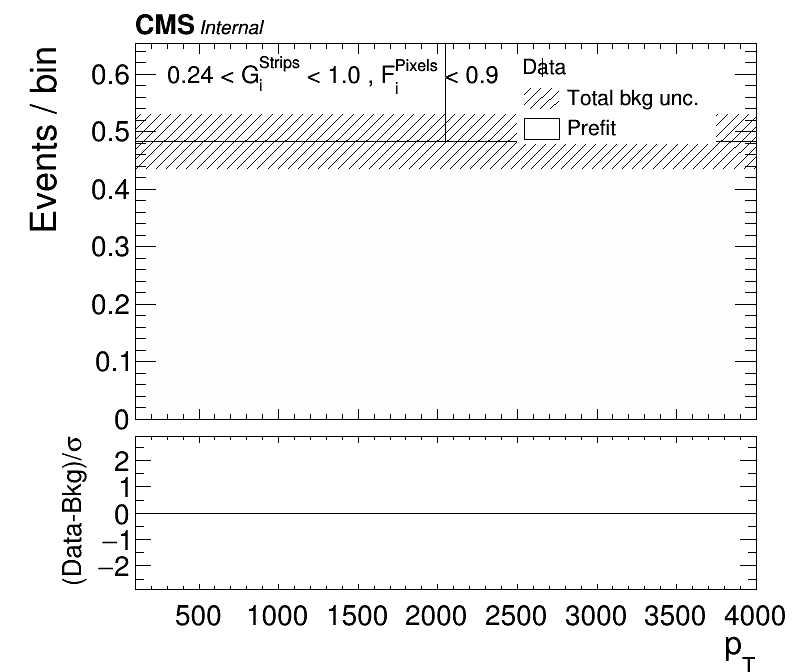 CMS Internal
0.24 < G_i^Strips < 1.0 , F_i^Pixels < 0.9
Data
Total bkg unc.
Prefit
Events / bin
0.6
0.5
0.4
0.3
0.2
0.1
0
(Data-Bkg)/σ
2
1
0
−1
−2
500 1000 1500 2000 2500 3000 3500 4000
p_T